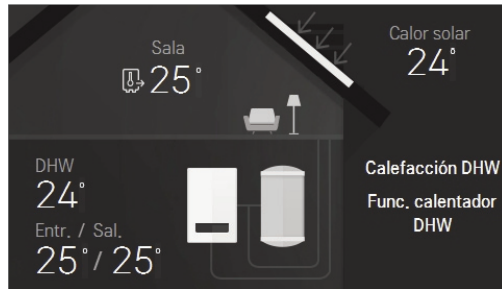 Sala
25°
Calor solar
24°
DHW
24°
Entr. / Sal.
25° / 25°
Calefacción DHW
Func. calentador
DHW